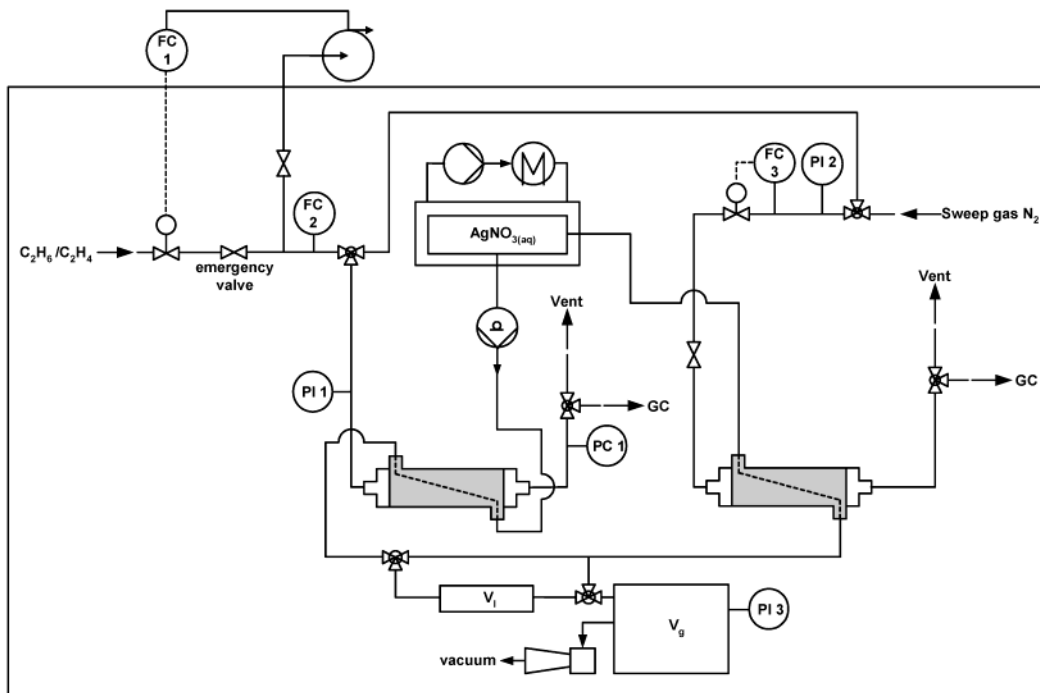 FC
1
FC
2
C₂H₆/C₂H₄
emergency
valve
AgNO₃(aq)
FC
3
PI 2
Sweep gas N₂
Vent
GC
PI 1
PC 1
Vent
GC
Vₗ
V_g
PI 3
vacuum